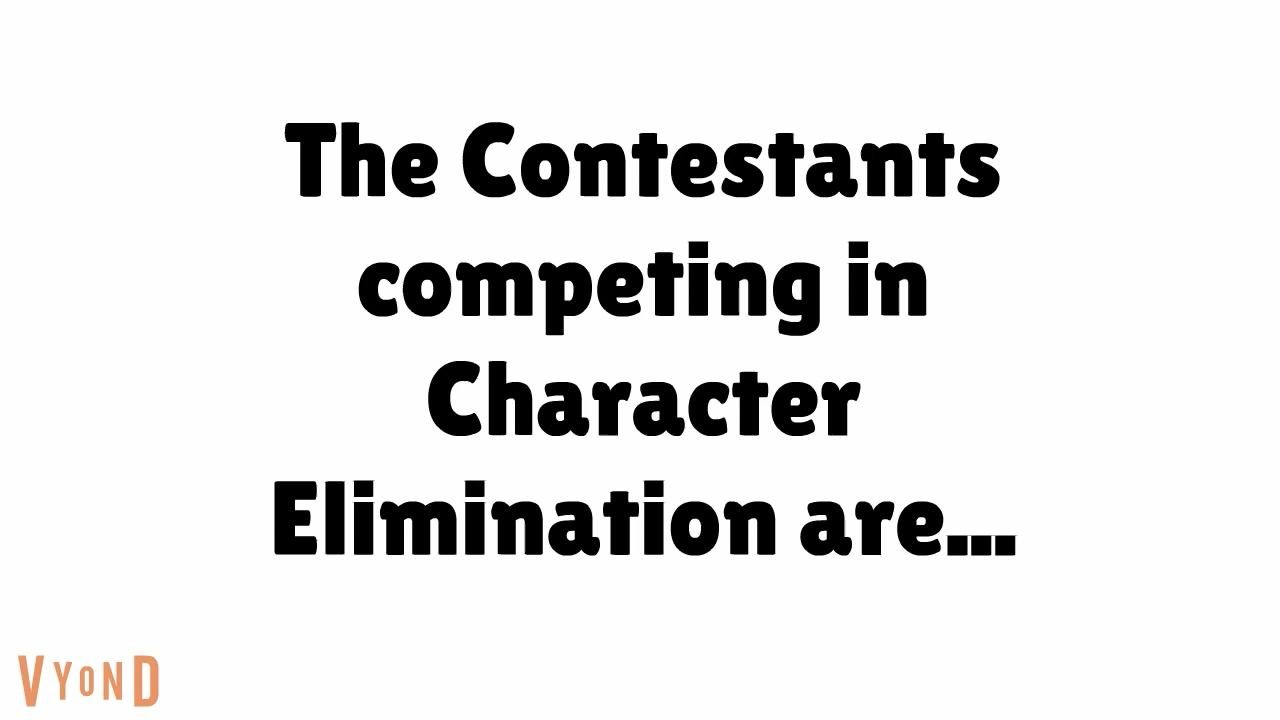 The Contestants
competing in
Character
Elimination are...
VYOND